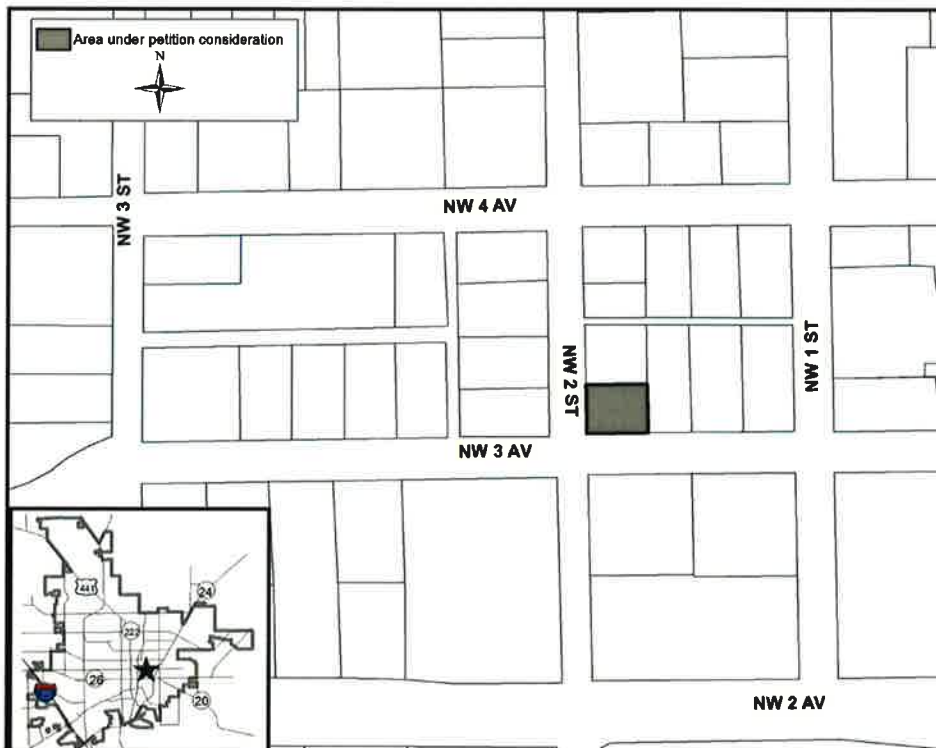 Area under petition consideration
N
NW 3 ST
NW 4 AV
NW 2 ST
NW 1 ST
NW 3 AV
441
24
222
26
20
NW 2 AV